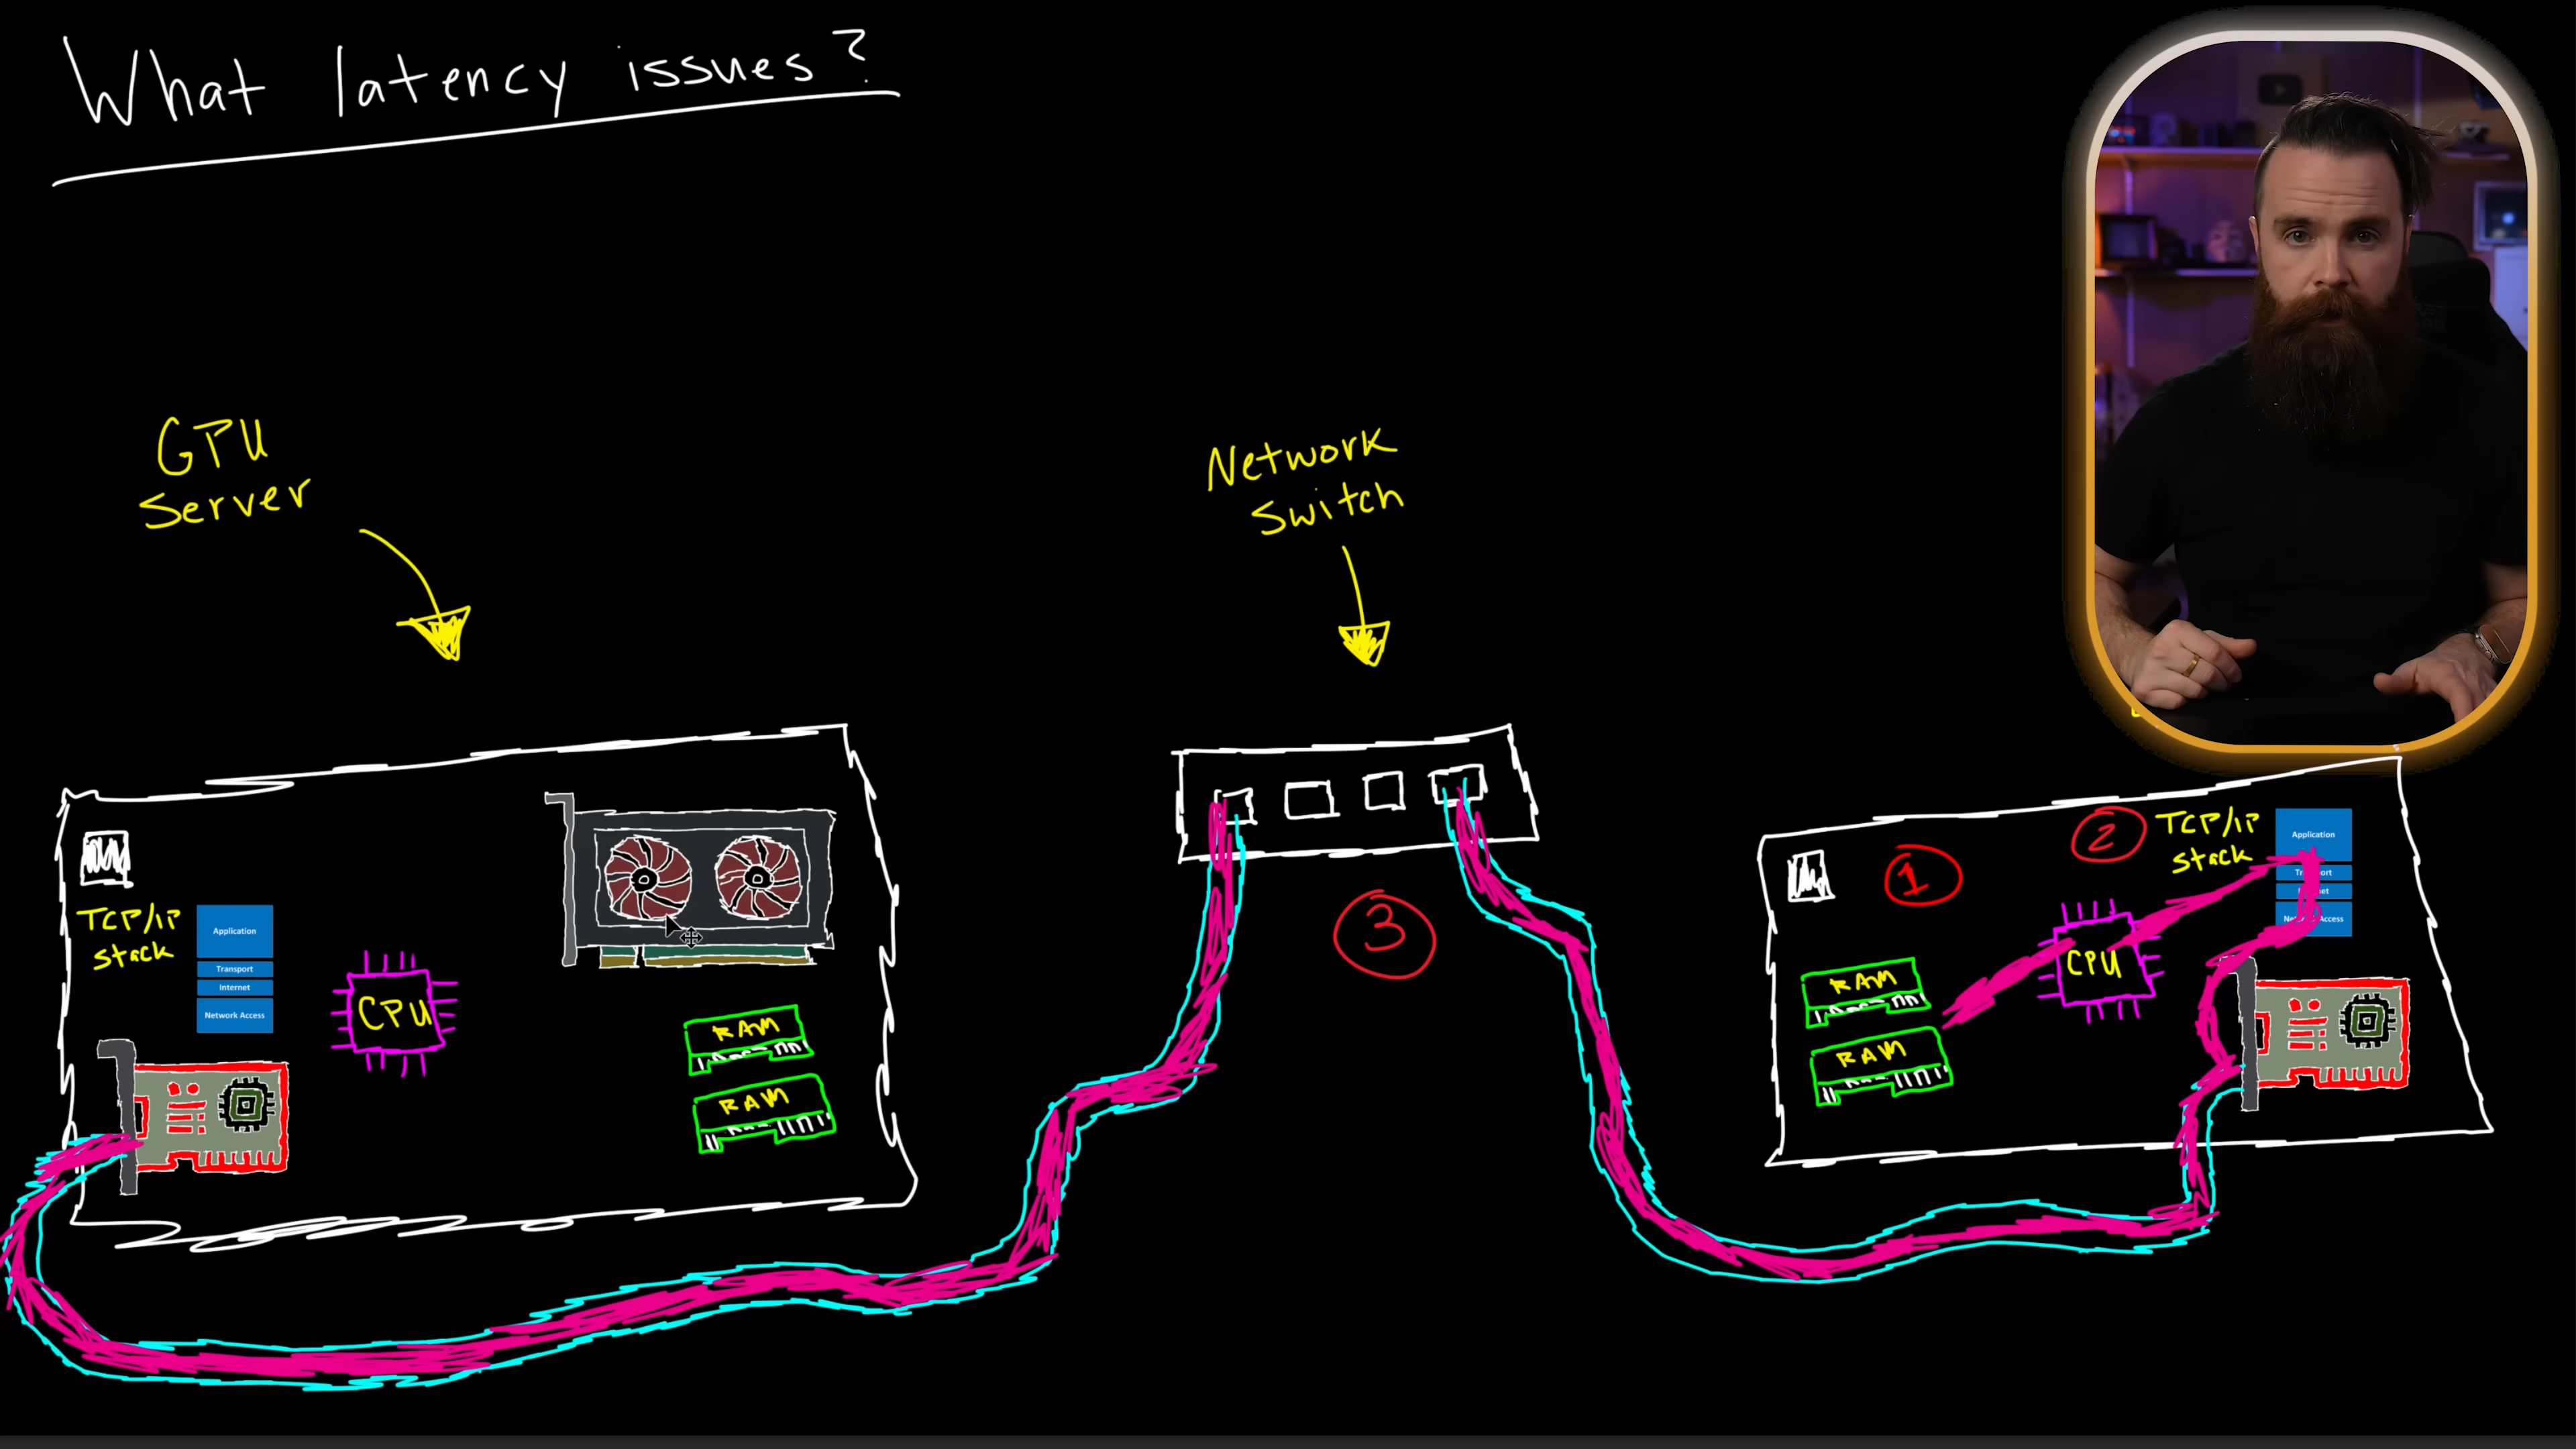 What latency issues?
GPU
Server
Network
Switch
TCP/IP
stack
Application
Transport
Internet
Network Access
CPU
RAM
RAM
3
1
2
TCP/IP
stack
Application
CPU
RAM
RAM